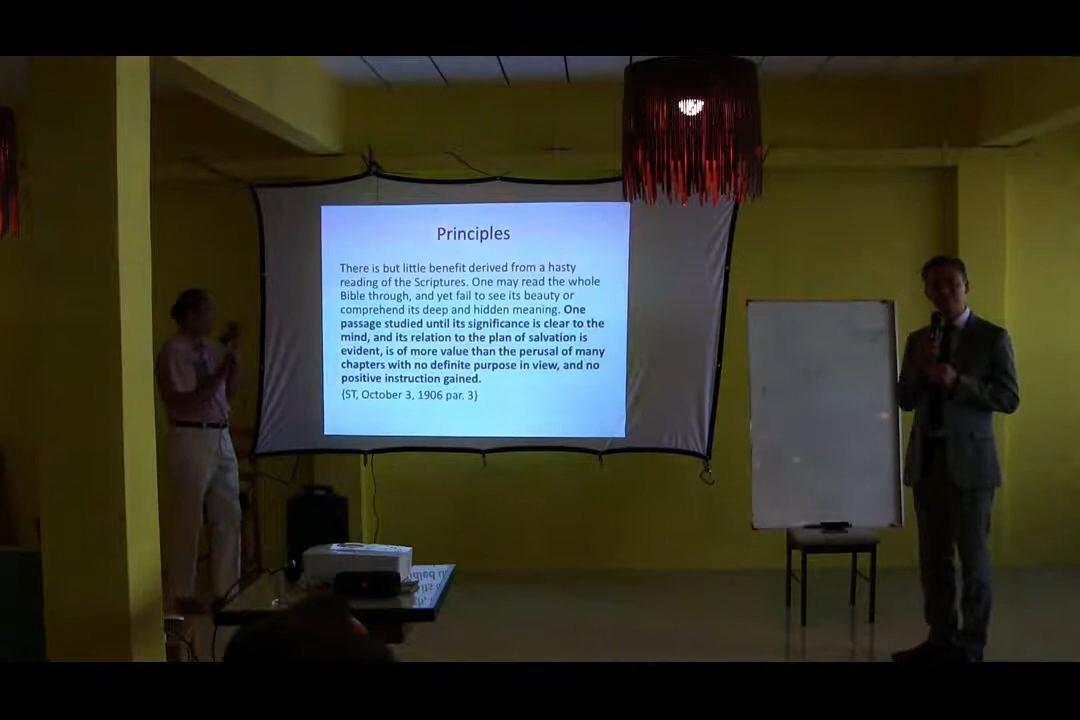 Principles
There is but little benefit derived from a hasty
reading of the Scriptures. One may read the whole
Bible through, and yet fail to see its beauty or
comprehend its deep and hidden meaning. One
passage studied until its significance is clear to the
mind, and its relation to the plan of salvation is
evident, is of more value than the perusal of many
chapters with no definite purpose in view, and no
positive instruction gained.
{ST, October 3, 1906 par. 3}